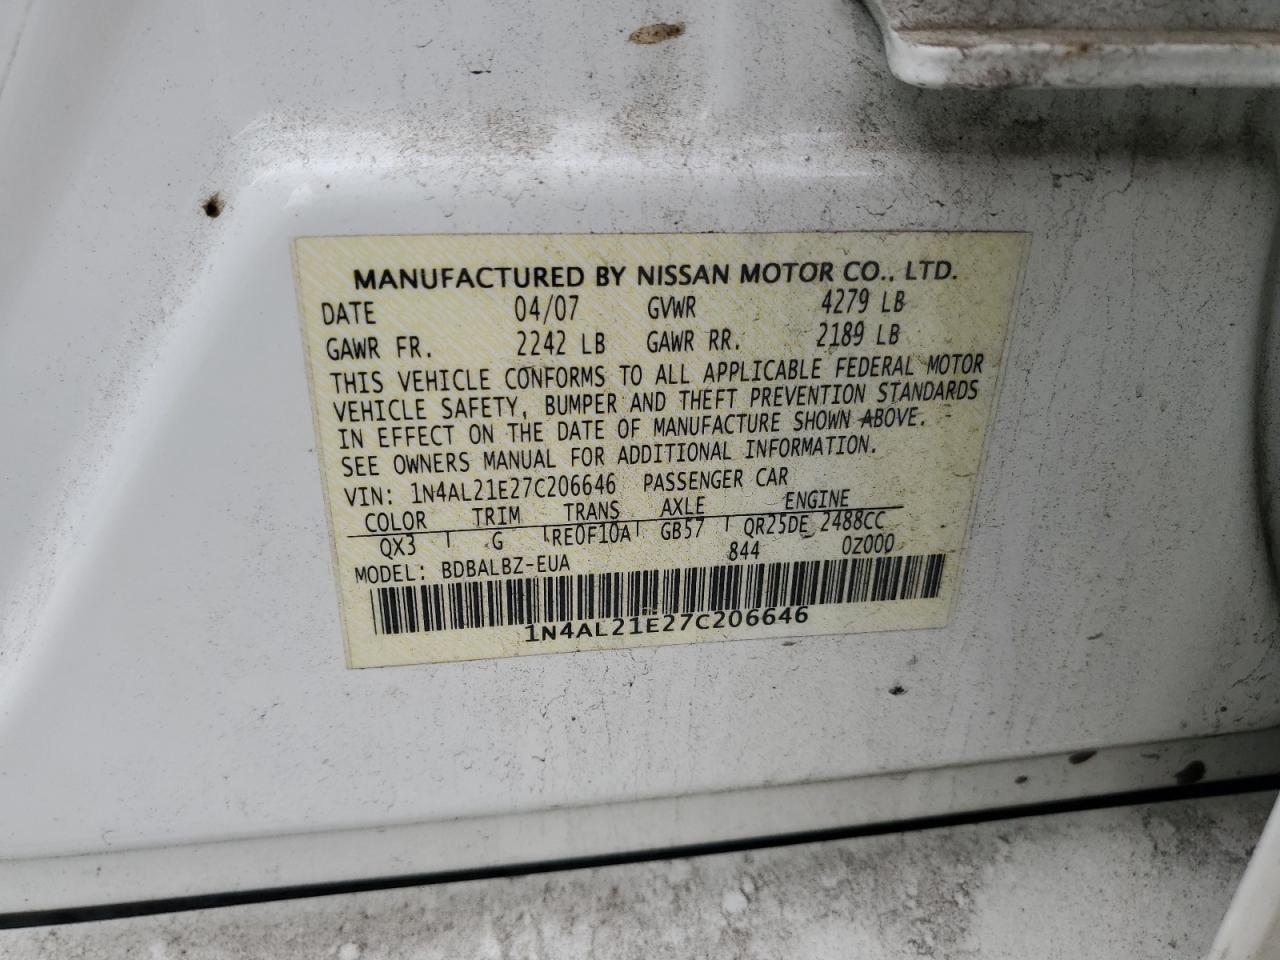 MANUFACTURED BY NISSAN MOTOR CO., LTD.
DATE 04/07 GVWR 4279 LB
GAWR FR. 2242 LB GAWR RR. 2189 LB
THIS VEHICLE CONFORMS TO ALL APPLICABLE FEDERAL MOTOR
VEHICLE SAFETY, BUMPER AND THEFT PREVENTION STANDARDS
IN EFFECT ON THE DATE OF MANUFACTURE SHOWN ABOVE.
SEE OWNERS MANUAL FOR ADDITIONAL INFORMATION.
VIN: 1N4AL21E27C206646 PASSENGER CAR
COLOR TRIM TRANS AXLE ENGINE
QX3 G RE0F10A GB57 QR25DE 2488CC
MODEL: BDBALBZ-EUA 844 0Z000
1N4AL21E27C206646